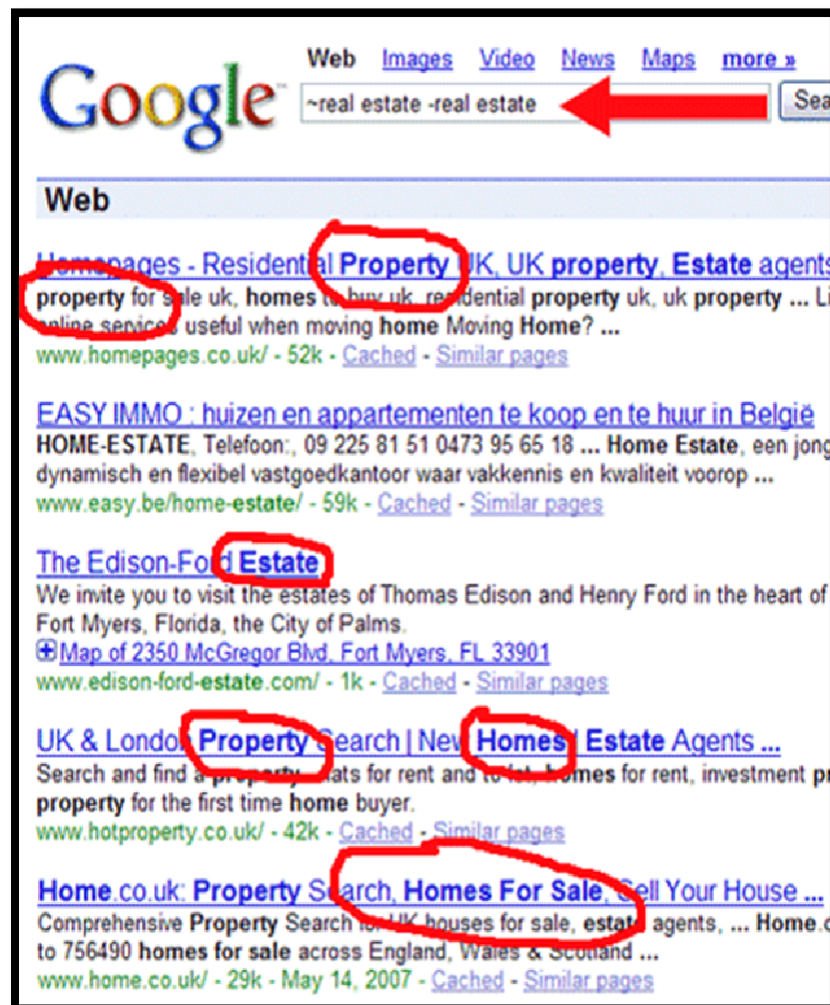 Web Images Video News Maps more »
Google™
~real estate -real estate
Sea
Web
Homepages - Residential Property UK, UK property, Estate agents
property for sale uk, homes to buy uk, residential property uk, uk property ... Li
online services useful when moving home Moving Home? ...
www.homepages.co.uk/ - 52k - Cached - Similar pages
EASY IMMO : huizen en appartementen te koop en te huur in België
HOME-ESTATE, Telefoon:, 09 225 81 51 0473 95 65 18 ... Home Estate, een jong
dynamisch en flexibel vastgoedkantoor waar vakkennis en kwaliteit voorop ...
www.easy.be/home-estate/ - 59k - Cached - Similar pages
The Edison-Ford Estate
We invite you to visit the estates of Thomas Edison and Henry Ford in the heart of
Fort Myers, Florida, the City of Palms.
Map of 2350 McGregor Blvd, Fort Myers, FL 33901
www.edison-ford-estate.com/ - 1k - Cached - Similar pages
UK & London Property Search | New Homes | Estate Agents ...
Search and find a property flats for rent and to let, homes for rent, investment pr
property for the first time home buyer.
www.hotproperty.co.uk/ - 42k - Cached - Similar pages
Home.co.uk: Property Search, Homes For Sale, Sell Your House ...
Comprehensive Property Search for UK houses for sale, estate agents, ... Home.c
to 756490 homes for sale across England, Wales & Scotland ...
www.home.co.uk/ - 29k - May 14, 2007 - Cached - Similar pages